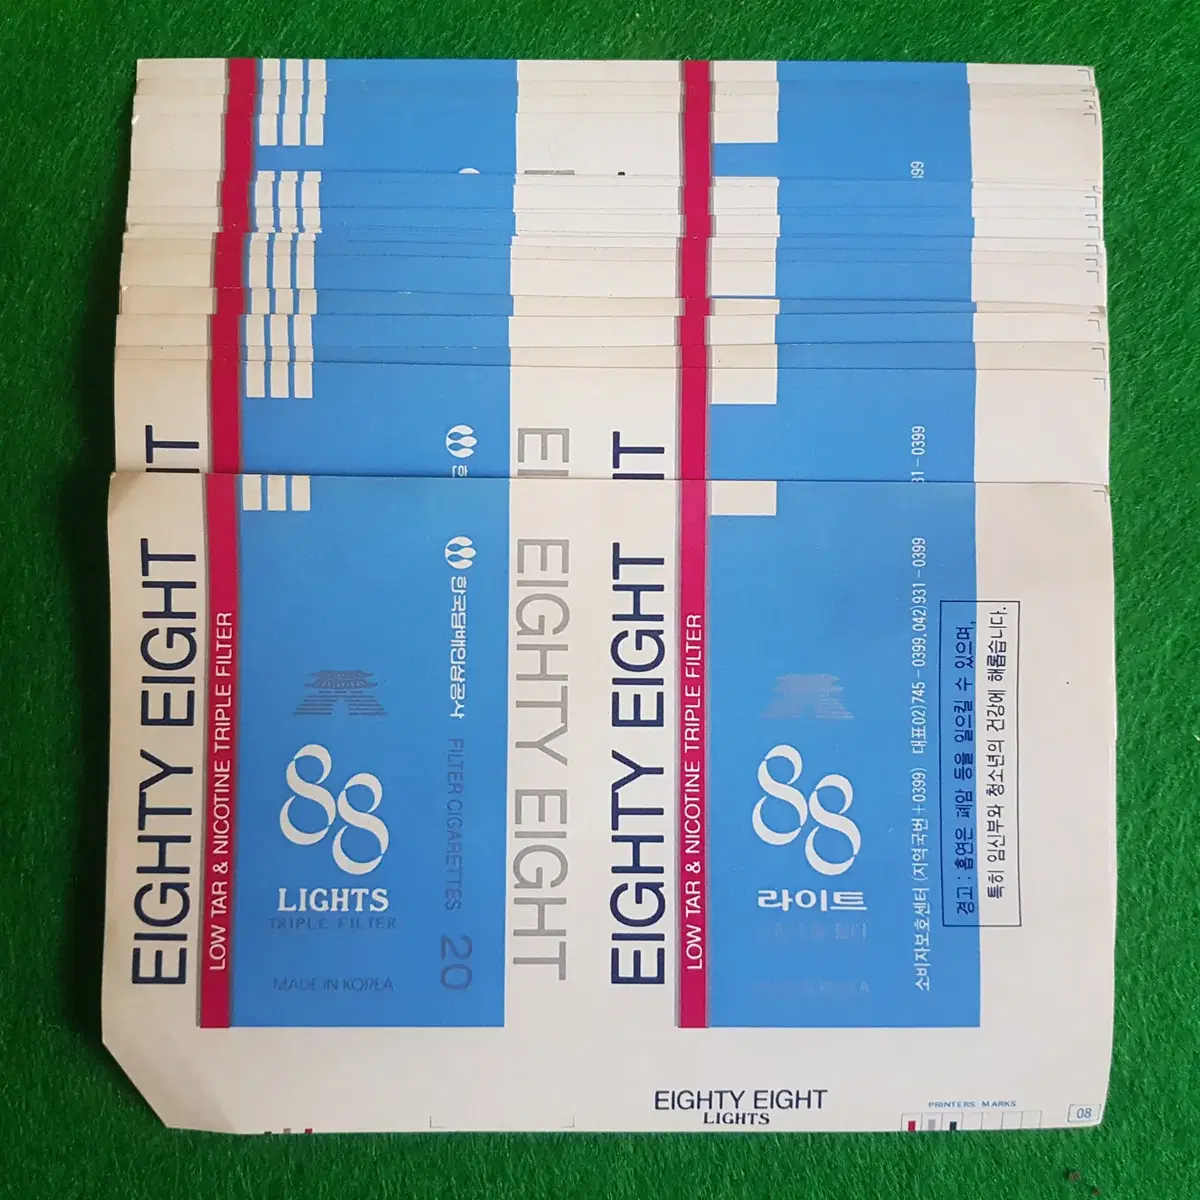 EIGHTY EIGHT
LOW TAR & NICOTINE TRIPLE FILTER
88
LIGHTS
TRIPLE FILTER
MADE IN KOREA
한국담배인삼공사
FILTER CIGARETTES
20
EIGHTY EIGHT
EIGHTY EIGHT
LOW TAR & NICOTINE TRIPLE FILTER
88
라이트
소비자보호센터 (지역국번+0399) 대표02)745-0399.042)931-0399
경고 : 흡연은 폐암 등을 일으킬 수 있으며,
특히 임신부와 청소년의 건강에 해롭습니다.
EIGHTY EIGHT
LIGHTS
PRINTERS MARKS
08
31-0399